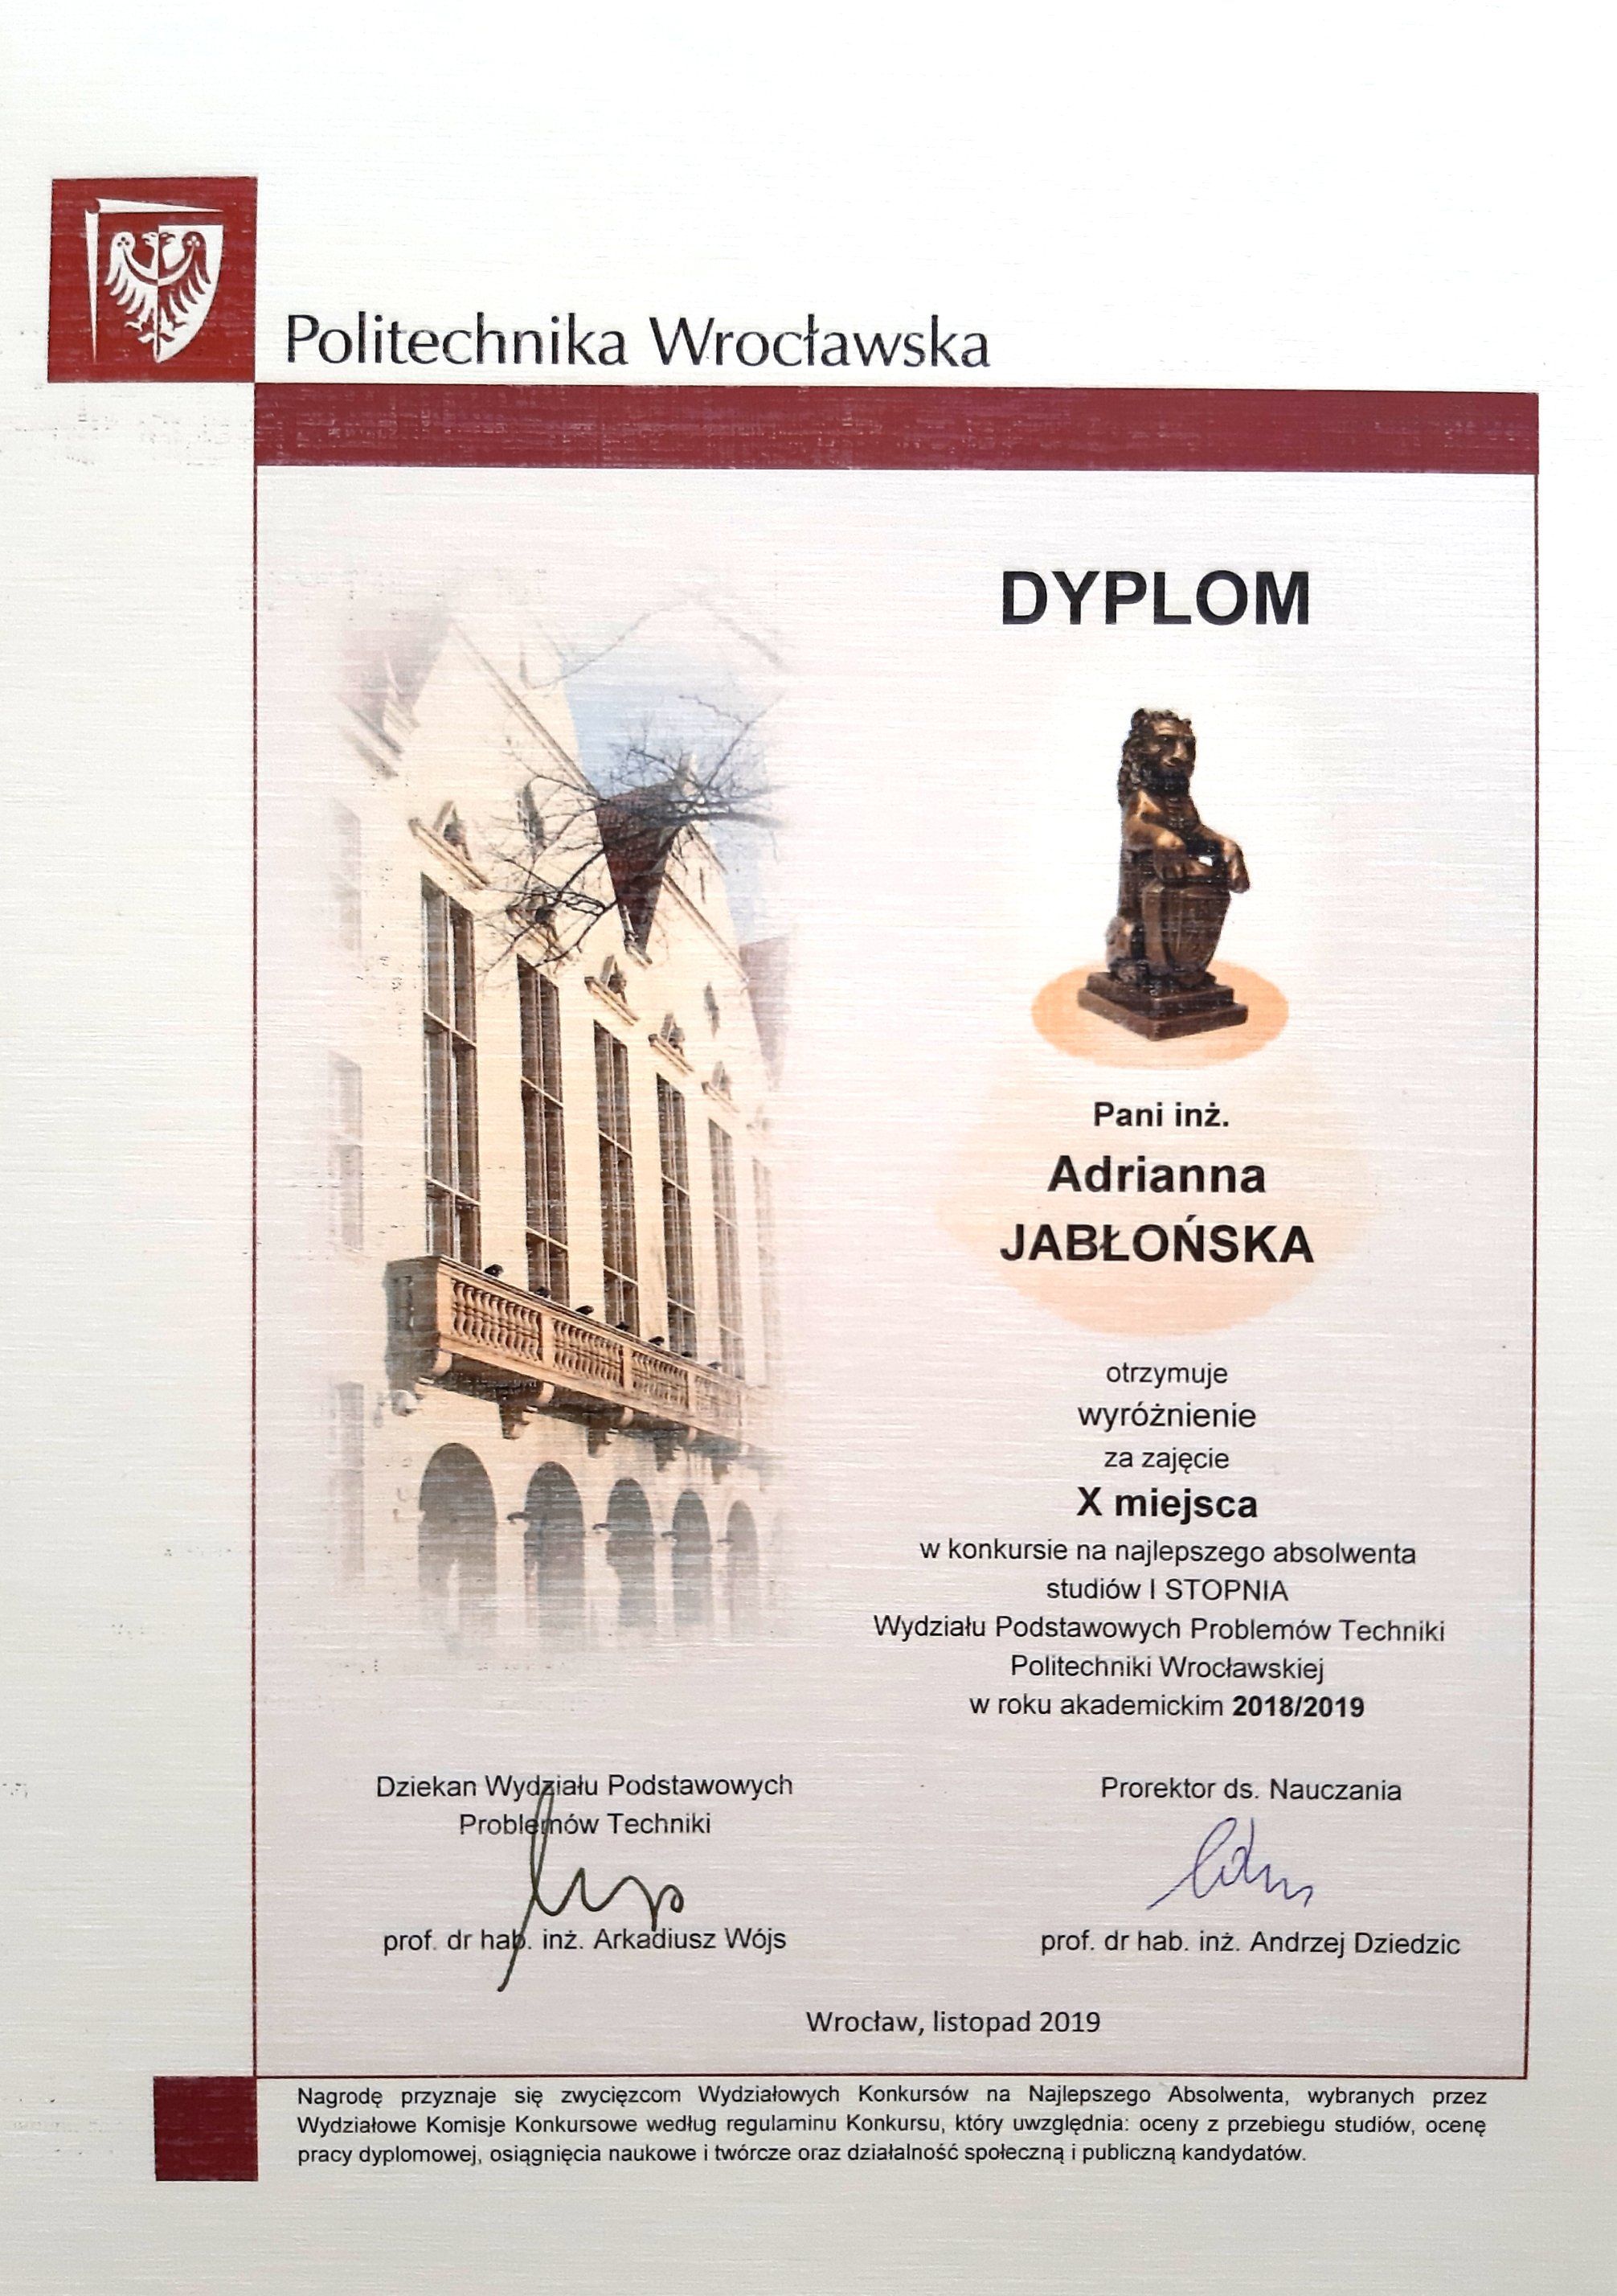 Politechnika Wrocławska
DYPLOM
Pani inż.
Adrianna
JABŁOŃSKA
otrzymuje
wyróżnienie
za zajęcie
X miejsca
w konkursie na najlepszego absolwenta
studiów I STOPNIA
Wydziału Podstawowych Problemów Techniki
Politechniki Wrocławskiej
w roku akademickim 2018/2019
Dziekan Wydziału Podstawowych
Problemów Techniki
prof. dr hab. inż. Arkadiusz Wójs
Prorektor ds. Nauczania
prof. dr hab. inż. Andrzej Dziedzic
Wrocław, listopad 2019
Nagrodę przyznaje się zwycięzcom Wydziałowych Konkursów na Najlepszego Absolwenta, wybranych przez
Wydziałowe Komisje Konkursowe według regulaminu Konkursu, który uwzględnia: oceny z przebiegu studiów, ocenę
pracy dyplomowej, osiągnięcia naukowe i twórcze oraz działalność społeczną i publiczną kandydatów.